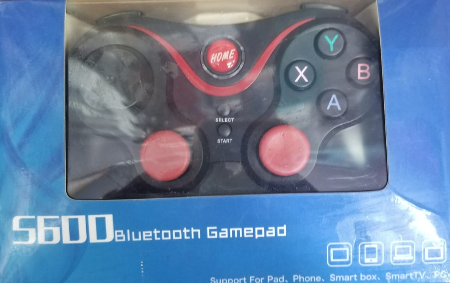 HOME
Y
X B
A
SELECT
START
S600 Bluetooth Gamepad
Support For Pad、Phone、Smart box、SmartTV、PC